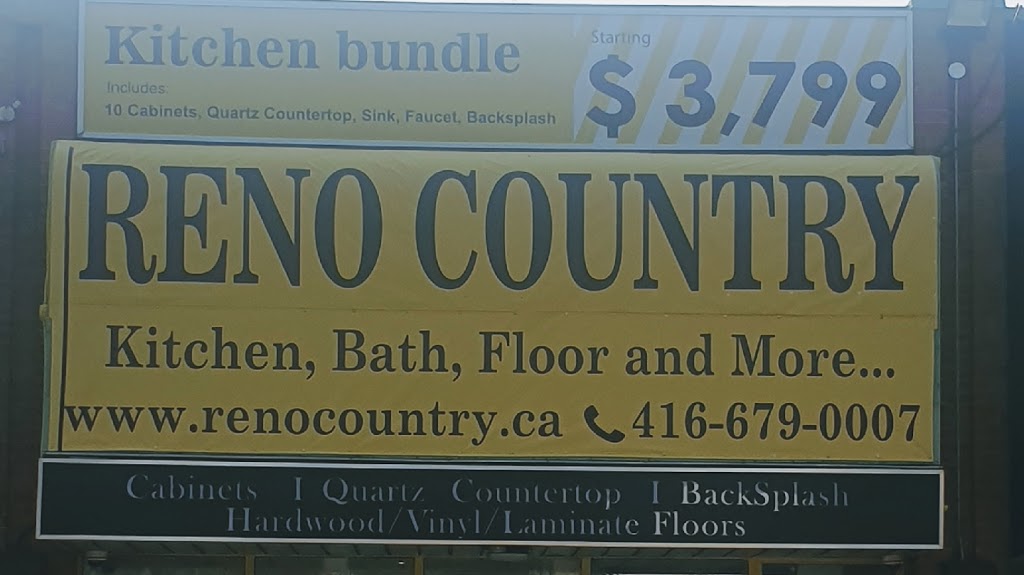 Kitchen bundle
Starting
$ 3,799
Includes:
10 Cabinets, Quartz Countertop, Sink, Faucet, Backsplash
RENO COUNTRY
Kitchen, Bath, Floor and More...
www.renocountry.ca 416-679-0007
Cabinets I Quartz Countertop I BackSplash
Hardwood/Vinyl/Laminate Floors